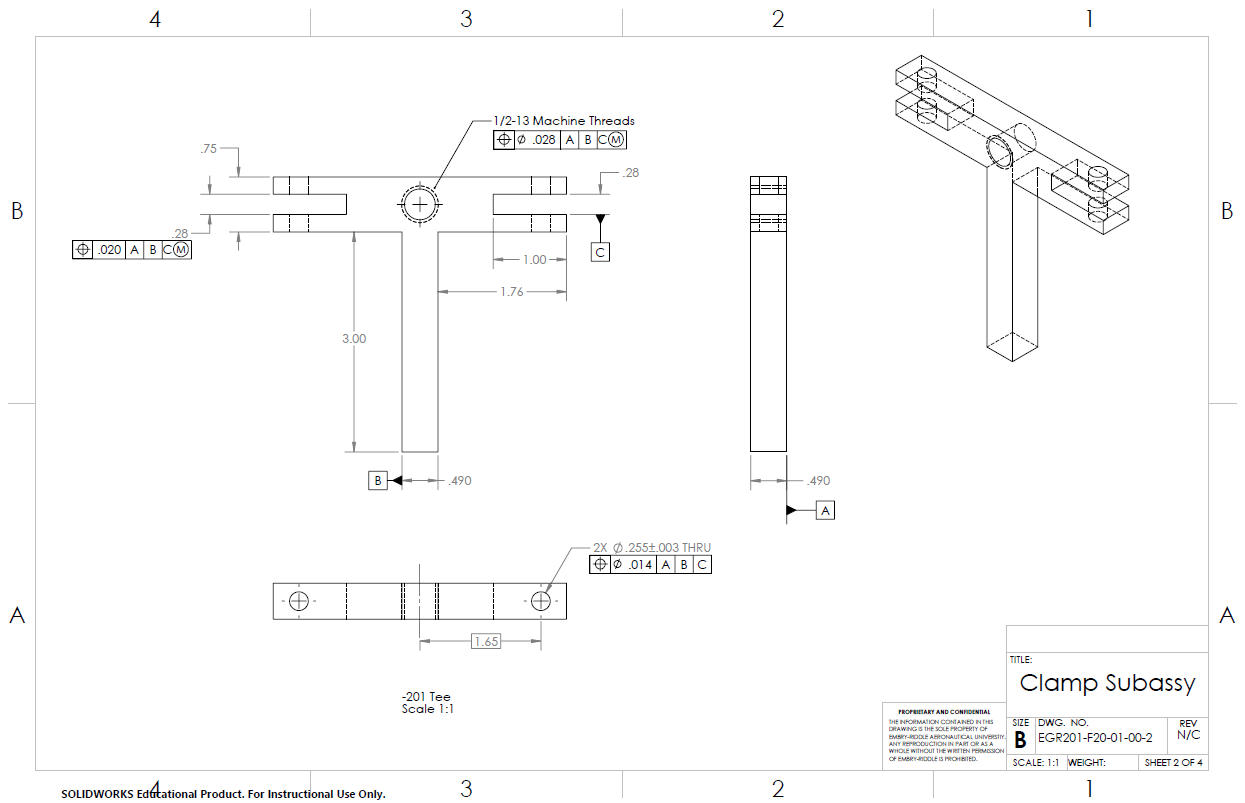 4 3 2 1
1/2-13 Machine Threads
⌖ ⌀ .028 A B CⓂ
.75
.28
B B
.28
⌖ .020 A B CⓂ
C
1.00
1.76
3.00
B
.490
.490
A
2X ⌀.255±.003 THRU
⌖ ⌀ .014 A B C
A A
1.65
-201 Tee
Scale 1:1
TITLE:
Clamp Subassy
PROPRIETARY AND CONFIDENTIAL
THE INFORMATION CONTAINED IN THIS
DRAWING IS THE SOLE PROPERTY OF
EMBRY-RIDDLE AERONAUTICAL UNIVERSITY.
ANY REPRODUCTION IN PART OR AS A
WHOLE WITHOUT THE WRITTEN PERMISSION
OF EMBRY-RIDDLE IS PROHIBITED.
SIZE DWG. NO. REV
B EGR201-F20-01-00-2 N/C
SCALE: 1:1 WEIGHT: SHEET 2 OF 4
SOLIDWORKS Educational Product. For Instructional Use Only.
4 3 2 1